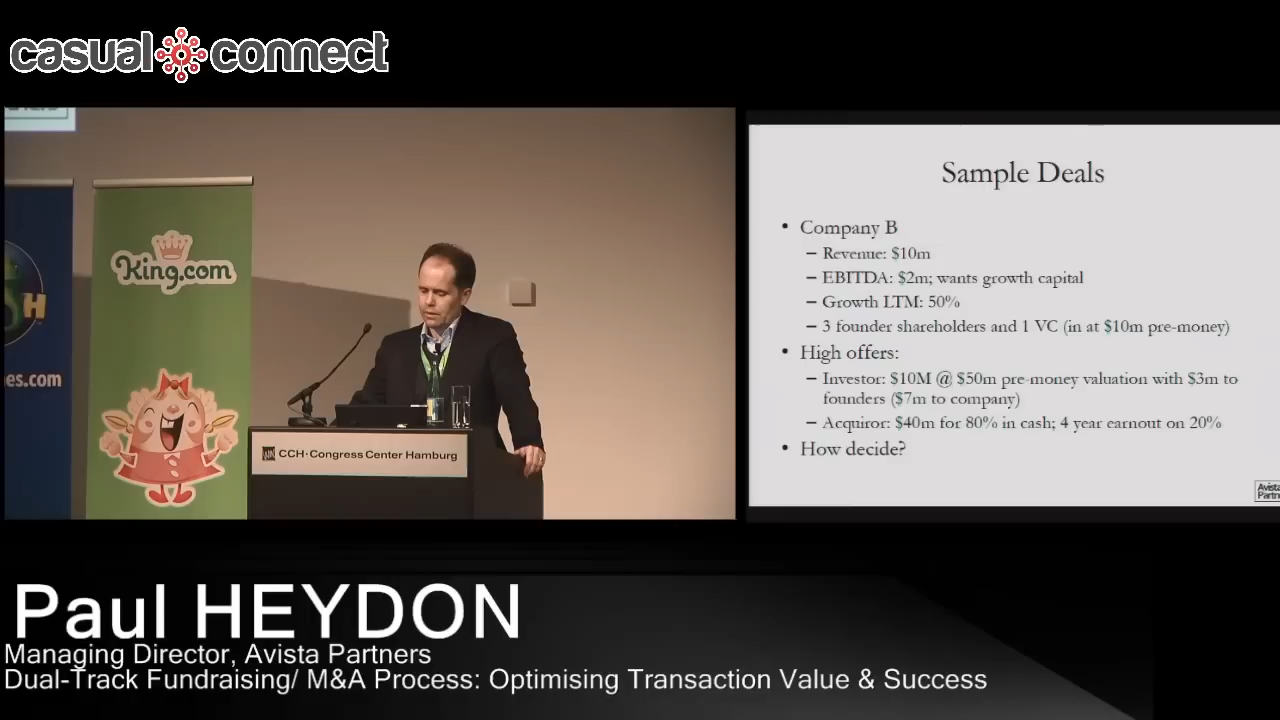 casual connect
King.com
H
es.com
CCH·Congress Center Hamburg
Sample Deals
• Company B
– Revenue: $10m
– EBITDA: $2m; wants growth capital
– Growth LTM: 50%
– 3 founder shareholders and 1 VC (in at $10m pre-money)
• High offers:
– Investor: $10M @ $50m pre-money valuation with $3m to
founders ($7m to company)
– Acquiror: $40m for 80% in cash; 4 year earnout on 20%
• How decide?
Avista
Partn
Paul HEYDON
Managing Director, Avista Partners
Dual-Track Fundraising/ M&A Process: Optimising Transaction Value & Success